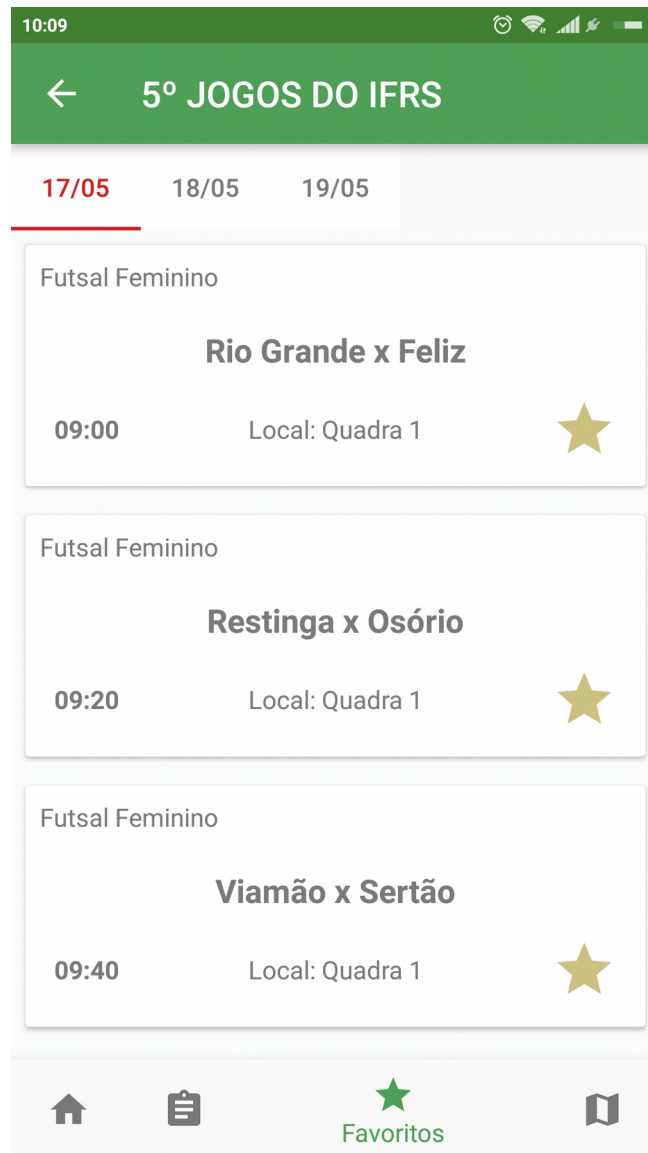 10:09
5º JOGOS DO IFRS
17/05 18/05 19/05
Futsal Feminino
Rio Grande x Feliz
09:00 Local: Quadra 1
Futsal Feminino
Restinga x Osório
09:20 Local: Quadra 1
Futsal Feminino
Viamão x Sertão
09:40 Local: Quadra 1
Favoritos